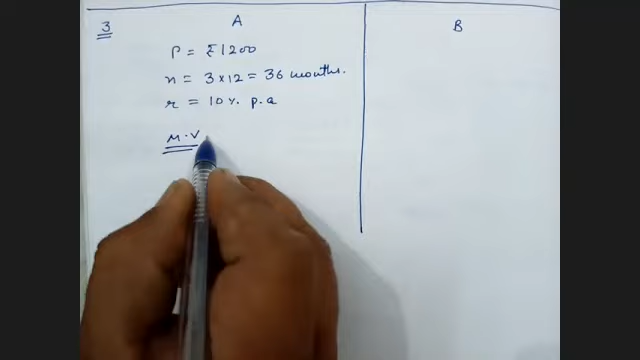 3
A
B
P = ₹1200
n = 3 x 12 = 36 months.
r = 10%. p.a
M.V